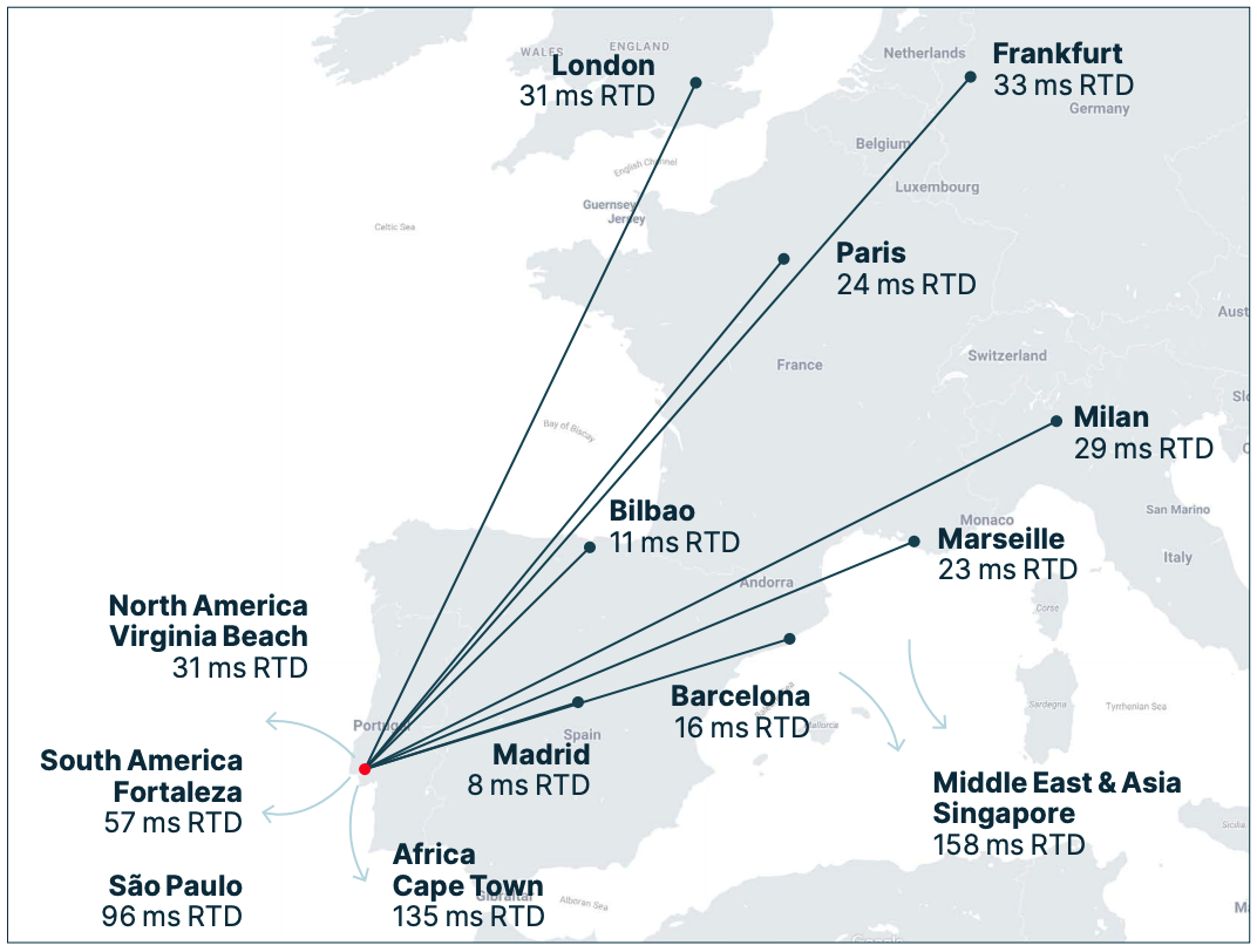 WALES
ENGLAND
London
31 ms RTD
Netherlands
Frankfurt
33 ms RTD
Germany
Belgium
English Channel
Luxembourg
Guernsey
Jersey
Celtic Sea
Paris
24 ms RTD
Aust
France
Switzerland
Slo
Bay of Biscay
Milan
29 ms RTD
Bilbao
11 ms RTD
Monaco
San Marino
Marseille
23 ms RTD
Italy
Andorra
North America
Virginia Beach
31 ms RTD
Corse
Barcelona
16 ms RTD
Sardegna
Tyrrhenian Sea
Portugal
Spain
Madrid
8 ms RTD
South America
Fortaleza
57 ms RTD
Middle East & Asia
Singapore
158 ms RTD
Sicilia
Africa
Cape Town
135 ms RTD
São Paulo
96 ms RTD
Gibraltar
Alboran Sea